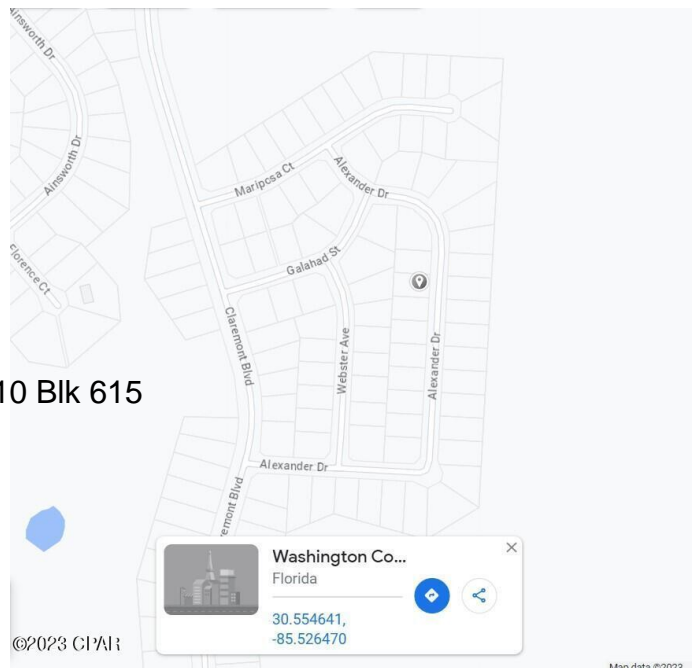 Ainsworth Dr
Ainsworth Dr
Mariposa Ct
Alexander Dr
Galahad St
Florence Ct
Claremont Blvd
Webster Ave
Alexander Dr
10 Blk 615
Alexander Dr
emont Blvd
Washington Co...
Florida
30.554641,
-85.526470
©2023 CPAR
Map data ©2023